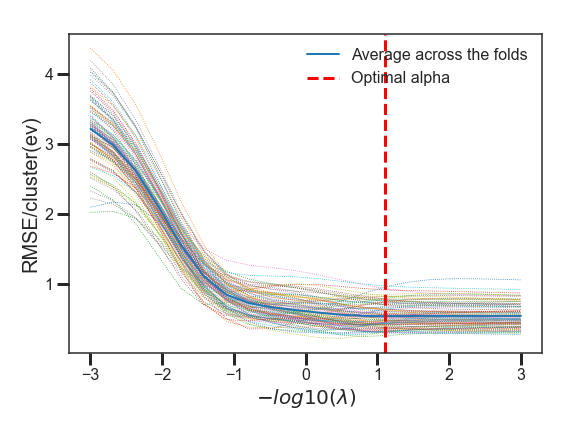 Average across the folds
Optimal alpha
RMSE/cluster(ev)
4
3
2
1
−3
−2
−1
0
1
2
3
−log10(λ)